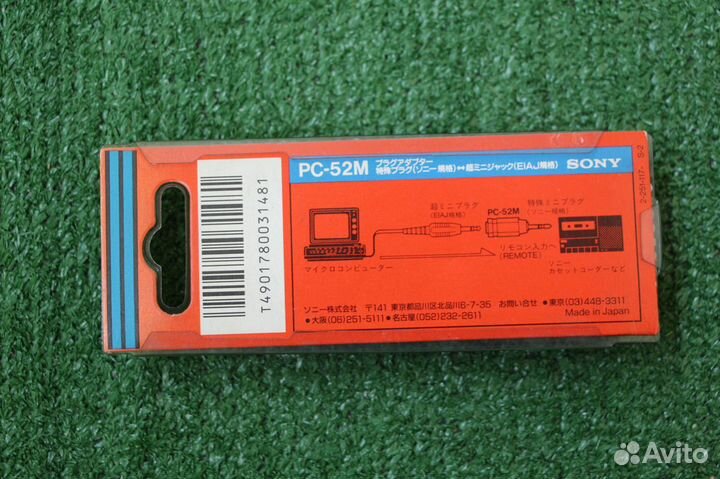 PC-52M プラグアダプター
特殊プラグ(ソニー規格)↔超ミニジャック(EIAJ規格) SONY
2-251-117- S-2
T4901780031481
超ミニプラグ
(EIAJ規格)
PC-52M
特殊ミニプラグ
(ソニー規格)
マイクロコンピューター
リモコン入力へ
(REMOTE)
ソニー
カセットコーダーなど
ソニー株式会社 〒141 東京都品川区北品川6-7-35 お問い合せ ●東京(03)448-3311
●大阪(06)251-5111 ●名古屋(052)232-2611 Made in Japan
Avito